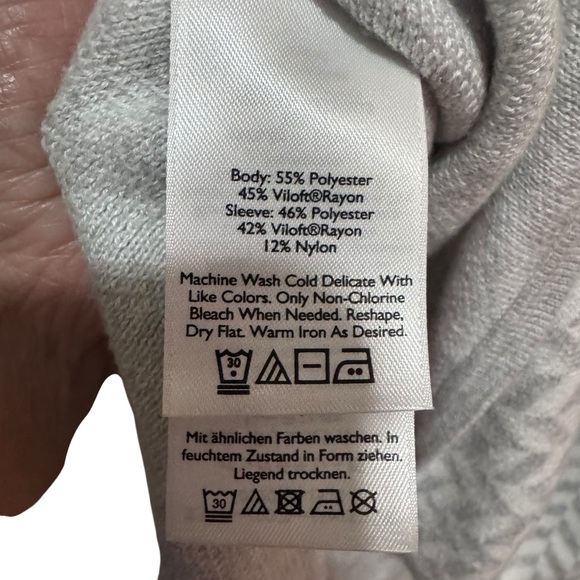 Body: 55% Polyester
45% Viloft®Rayon
Sleeve: 46% Polyester
42% Viloft®Rayon
12% Nylon
Machine Wash Cold Delicate With
Like Colors. Only Non-Chlorine
Bleach When Needed. Reshape,
Dry Flat. Warm Iron As Desired.
30
Mit ähnlichen Farben waschen. In
feuchtem Zustand in Form ziehen.
Liegend trocknen.
30